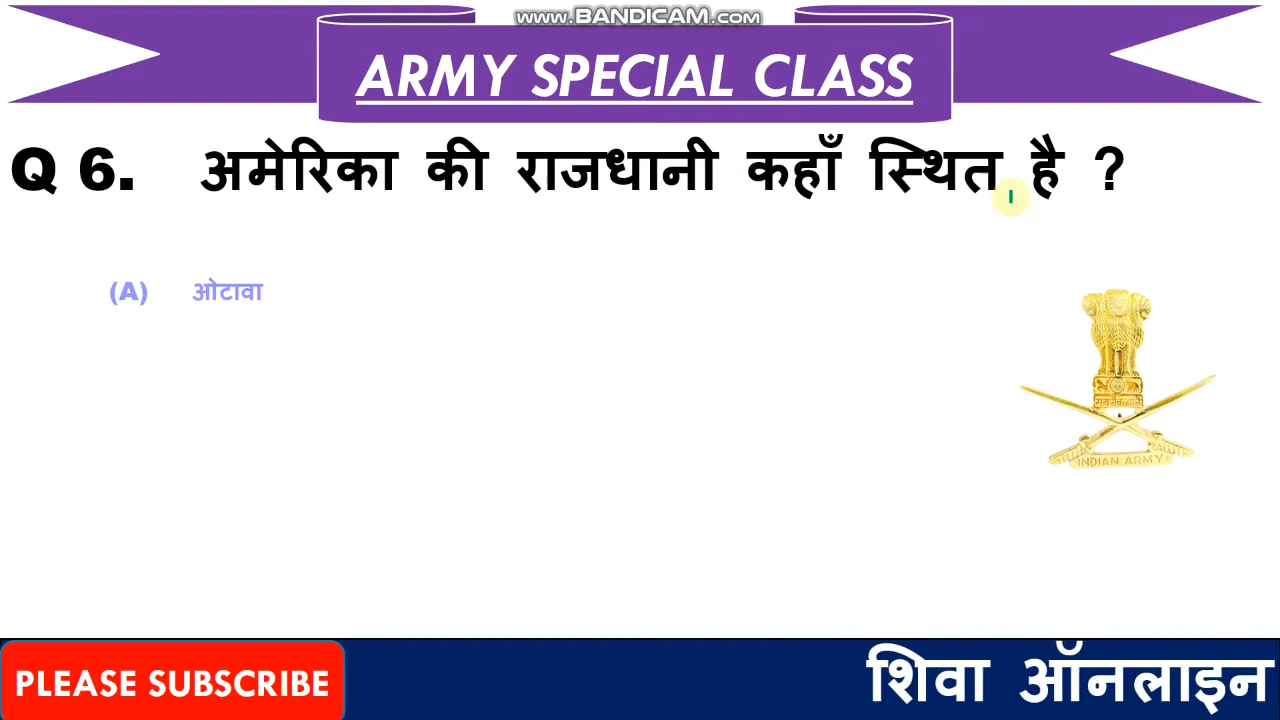 www.BANDICAM.com
ARMY SPECIAL CLASS
Q 6. अमेरिका की राजधानी कहाँ स्थित है ?
(A) ओटावा
INDIAN ARMY
PLEASE SUBSCRIBE
शिवा ऑनलाइन